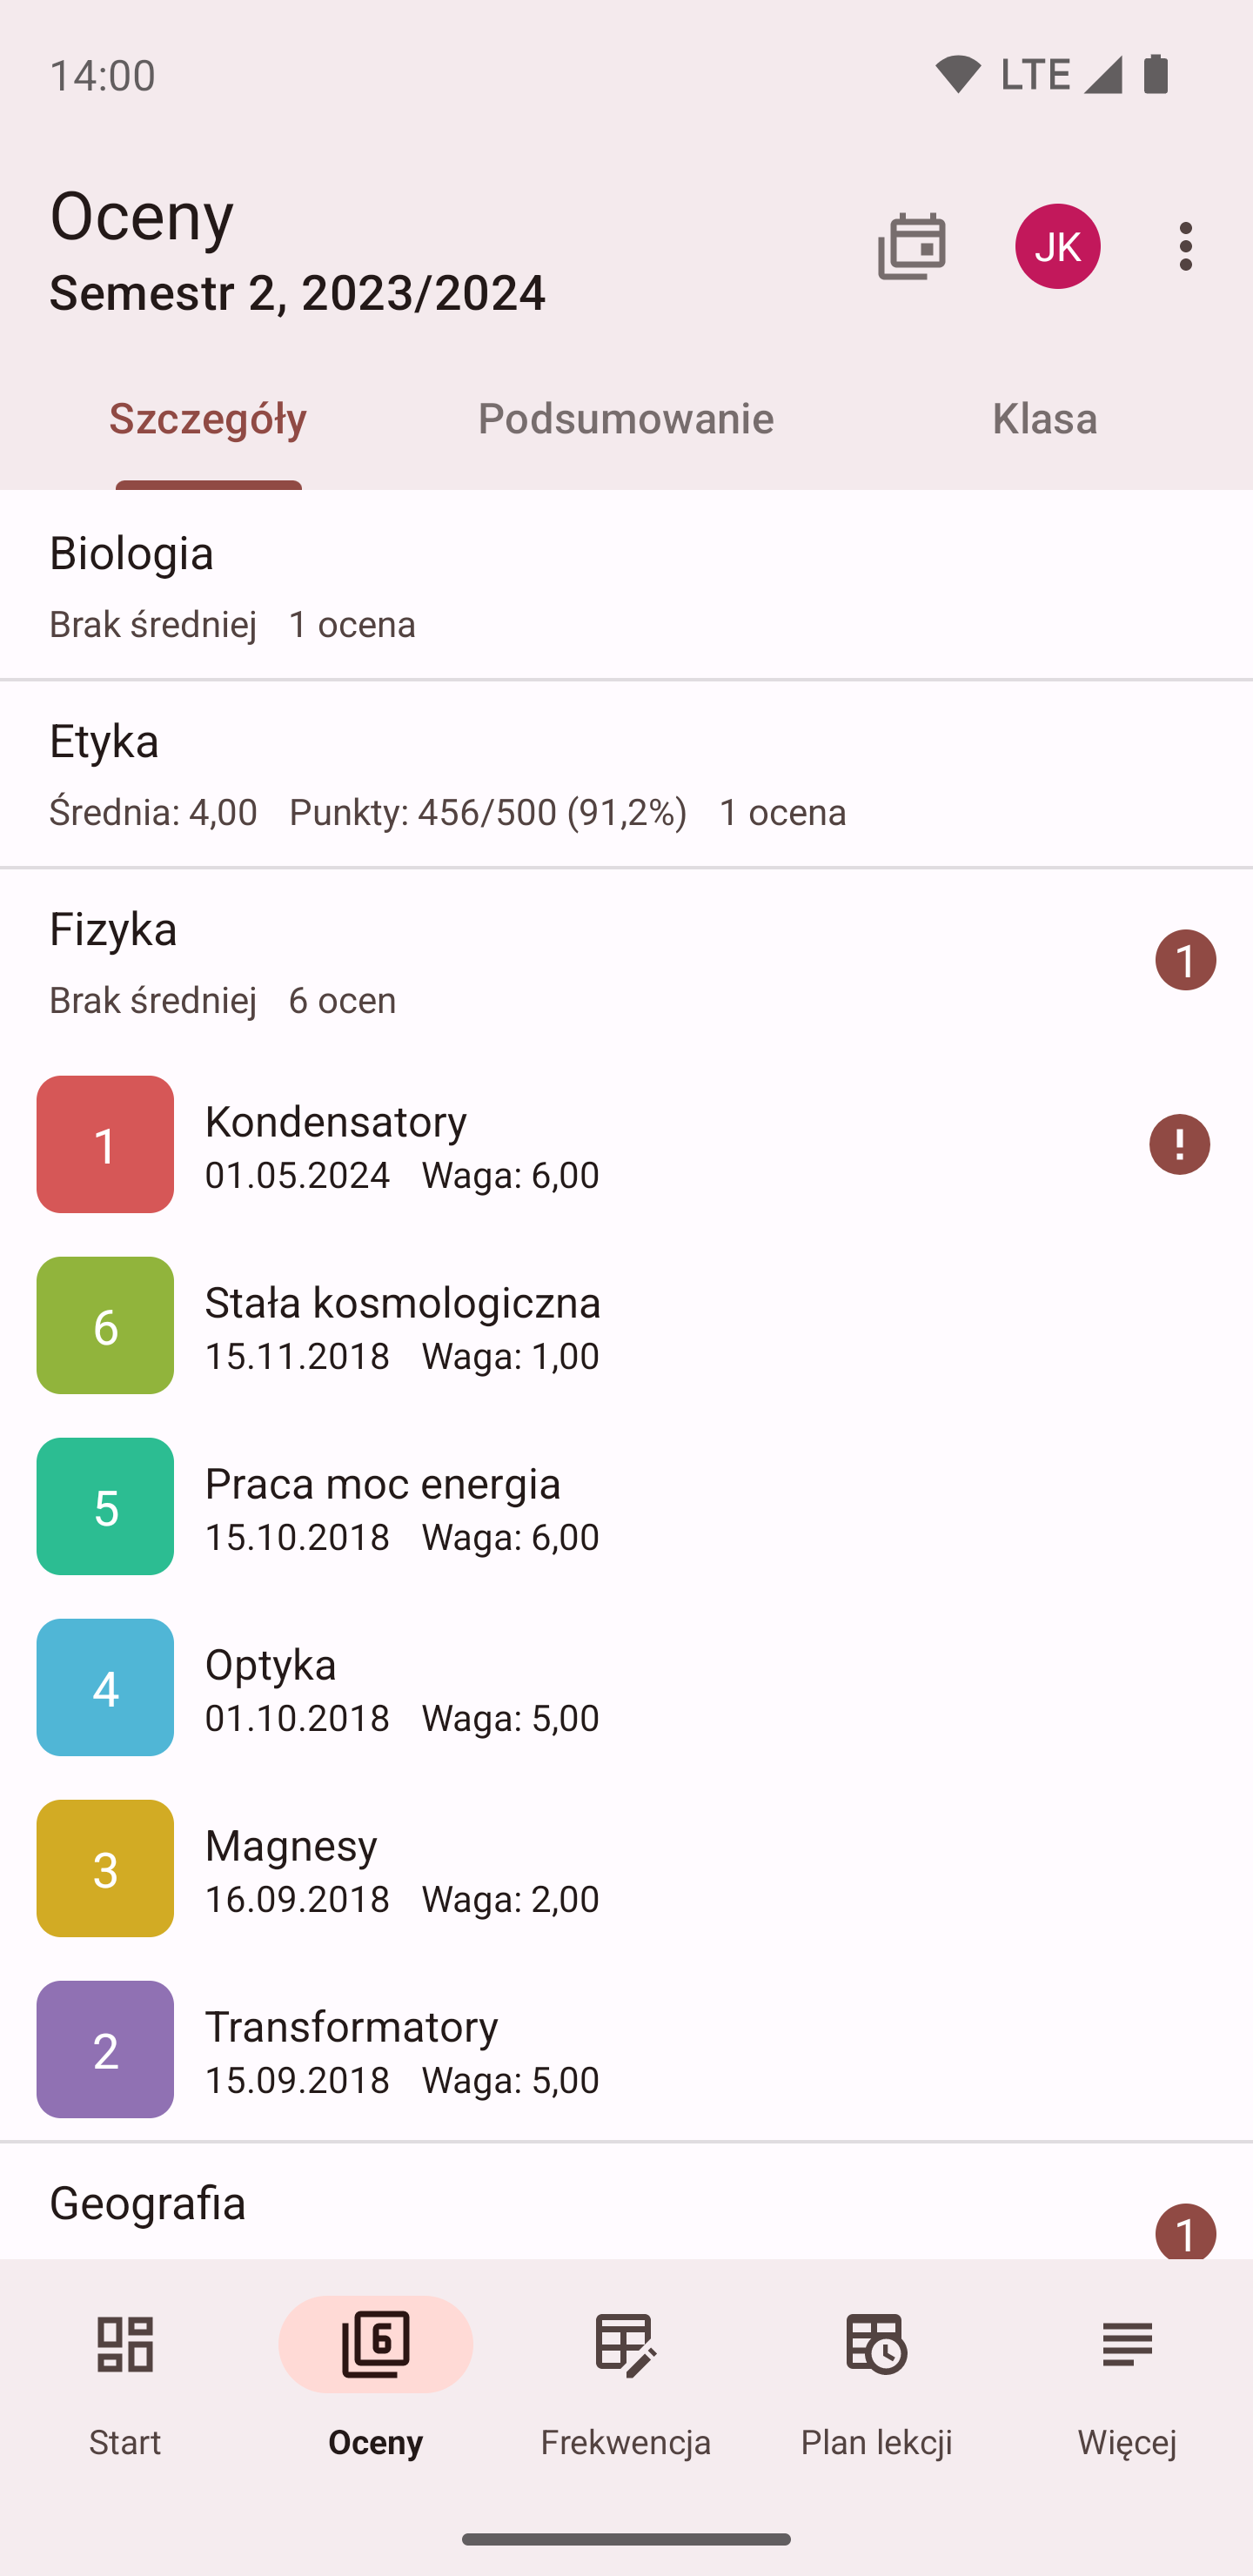 14:00 LTE
Oceny
Semestr 2, 2023/2024
JK
Szczegóły Podsumowanie Klasa
Biologia
Brak średniej 1 ocena
Etyka
Średnia: 4,00 Punkty: 456/500 (91,2%) 1 ocena
Fizyka
1
Brak średniej 6 ocen
1
Kondensatory
01.05.2024 Waga: 6,00
!
6
Stała kosmologiczna
15.11.2018 Waga: 1,00
5
Praca moc energia
15.10.2018 Waga: 6,00
4
Optyka
01.10.2018 Waga: 5,00
3
Magnesy
16.09.2018 Waga: 2,00
2
Transformatory
15.09.2018 Waga: 5,00
Geografia
1
6
Start Oceny Frekwencja Plan lekcji Więcej